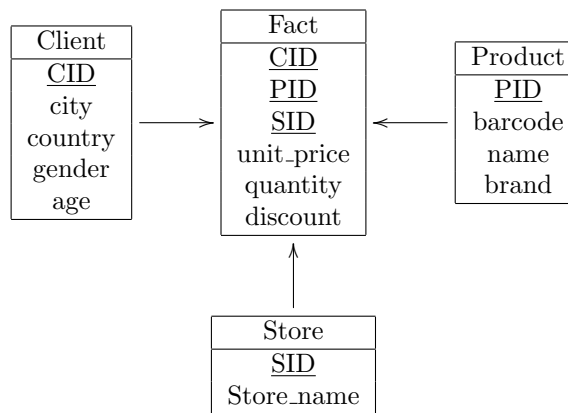 Client
CID
city
country
gender
age
Fact
CID
PID
SID
unit_price
quantity
discount
Product
PID
barcode
name
brand
Store
SID
Store_name